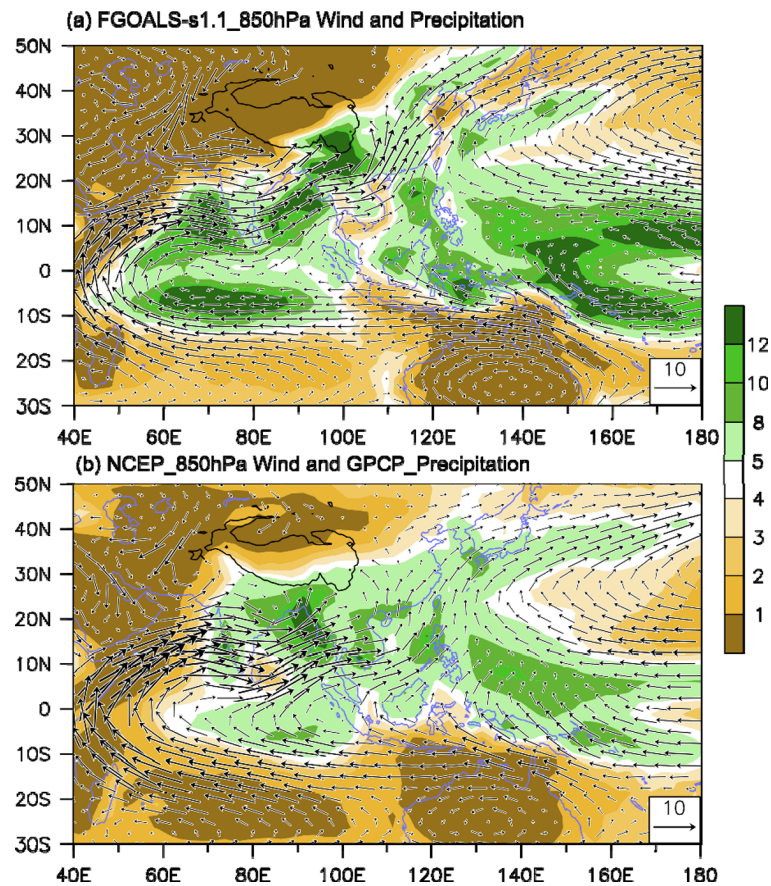 (a) FGOALS-s1.1_850hPa Wind and Precipitation
50N
40N
30N
20N
10N
0
10S
20S
30S
10
40E 60E 80E 100E 120E 140E 160E 180
(b) NCEP_850hPa Wind and GPCP_Precipitation
50N
40N
30N
20N
10N
0
10S
20S
30S
10
40E 60E 80E 100E 120E 140E 160E 180
12
10
8
5
4
3
2
1